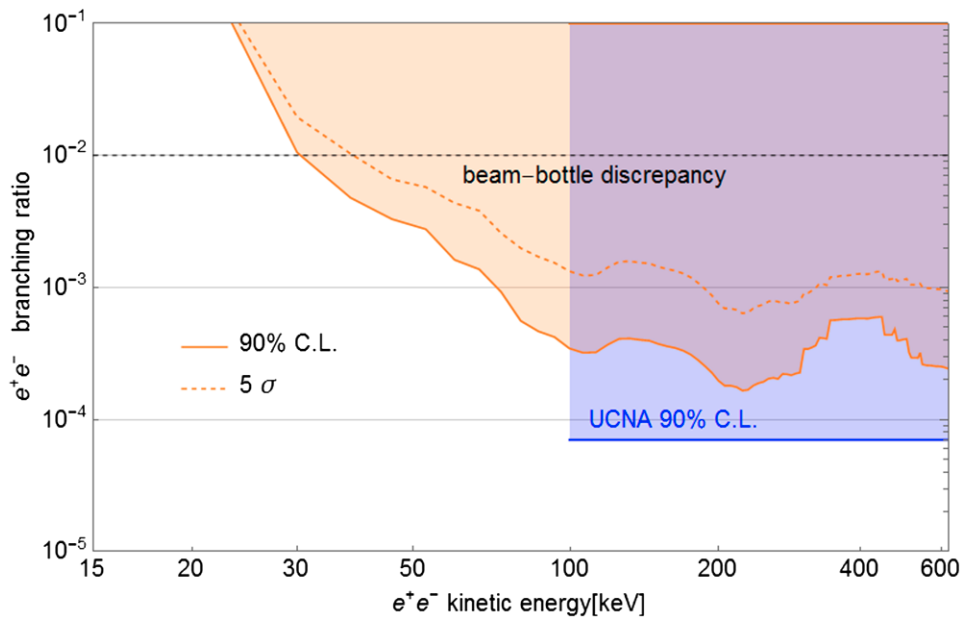 10⁻¹
10⁻²
10⁻³
10⁻⁴
10⁻⁵
e⁺e⁻ branching ratio
beam−bottle discrepancy
90% C.L.
5 σ
UCNA 90% C.L.
15 20 30 50 100 200 400 600
e⁺e⁻ kinetic energy[keV]